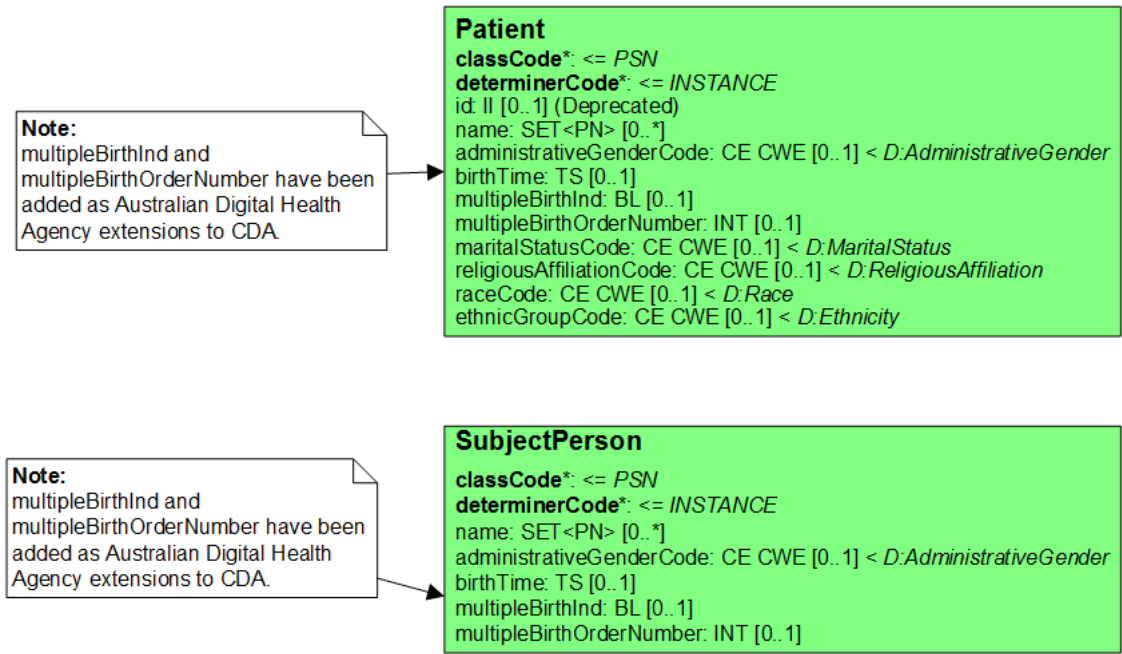 Patient
classCode*: <= PSN
determinerCode*: <= INSTANCE
id: II [0..1] (Deprecated)
name: SET<PN> [0..*]
administrativeGenderCode: CE CWE [0..1] < D:AdministrativeGender
birthTime: TS [0..1]
multipleBirthInd: BL [0..1]
multipleBirthOrderNumber: INT [0..1]
maritalStatusCode: CE CWE [0..1] < D:MaritalStatus
religiousAffiliationCode: CE CWE [0..1] < D:ReligiousAffiliation
raceCode: CE CWE [0..1] < D:Race
ethnicGroupCode: CE CWE [0..1] < D:Ethnicity
Note:
multipleBirthInd and
multipleBirthOrderNumber have been
added as Australian Digital Health
Agency extensions to CDA.
SubjectPerson
classCode*: <= PSN
determinerCode*: <= INSTANCE
name: SET<PN> [0..*]
administrativeGenderCode: CE CWE [0..1] < D:AdministrativeGender
birthTime: TS [0..1]
multipleBirthInd: BL [0..1]
multipleBirthOrderNumber: INT [0..1]
Note:
multipleBirthInd and
multipleBirthOrderNumber have been
added as Australian Digital Health
Agency extensions to CDA.